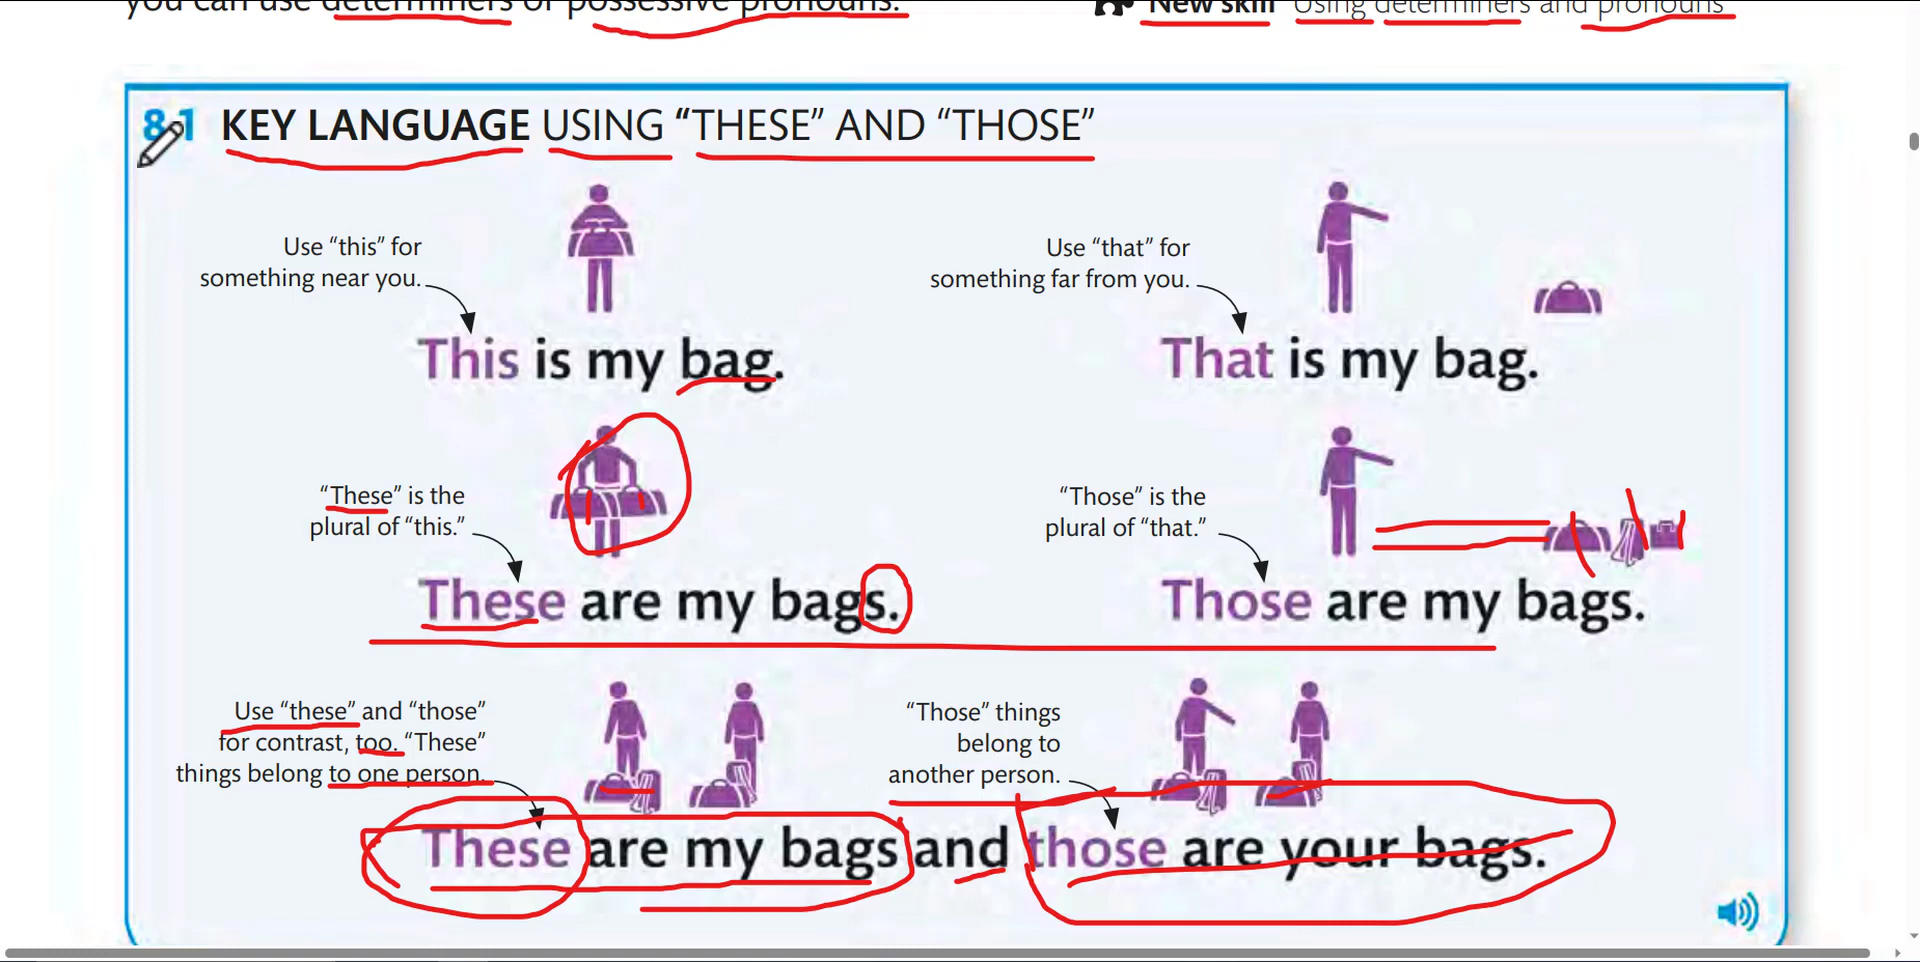 you can use determiners or possessive pronouns.
New skill Using determiners and pronouns
8.1 KEY LANGUAGE USING “THESE” AND “THOSE”
Use “this” for
something near you.
This is my bag.
Use “that” for
something far from you.
That is my bag.
“These” is the
plural of “this.”
These are my bags.
“Those” is the
plural of “that.”
Those are my bags.
Use “these” and “those”
for contrast, too. “These”
things belong to one person.
“Those” things
belong to
another person.
These are my bags and those are your bags.